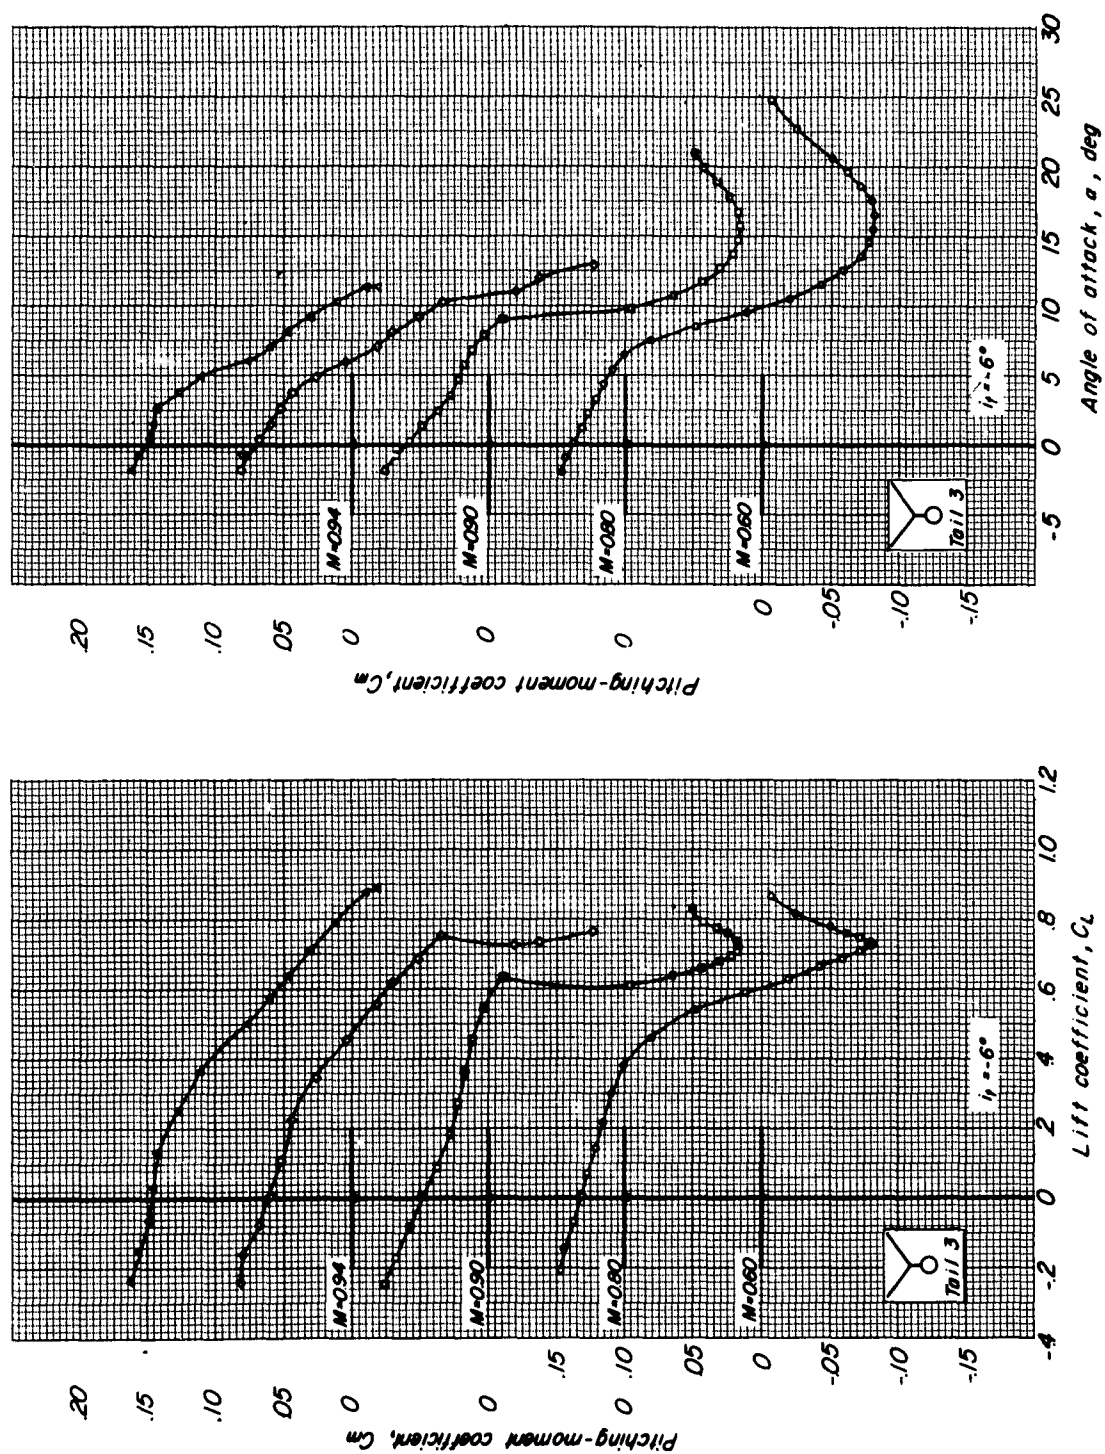 Pitching-moment coefficient, Cm
.20
.15
.10
.05
0
0
0
0
-.05
-.10
-.15
M=0.94
M=0.90
M=0.80
M=0.60
Tail 3
it = -6°
-5
0
5
10
15
20
25
30
Angle of attack, α, deg
Pitching-moment coefficient, Cm
.20
.15
.10
.05
0
0
.15
.10
.05
0
-.05
-.10
-.15
M=0.94
M=0.90
M=0.80
M=0.60
Tail 3
it = -6°
-.4
-.2
0
.2
.4
.6
.8
1.0
1.2
Lift coefficient, CL